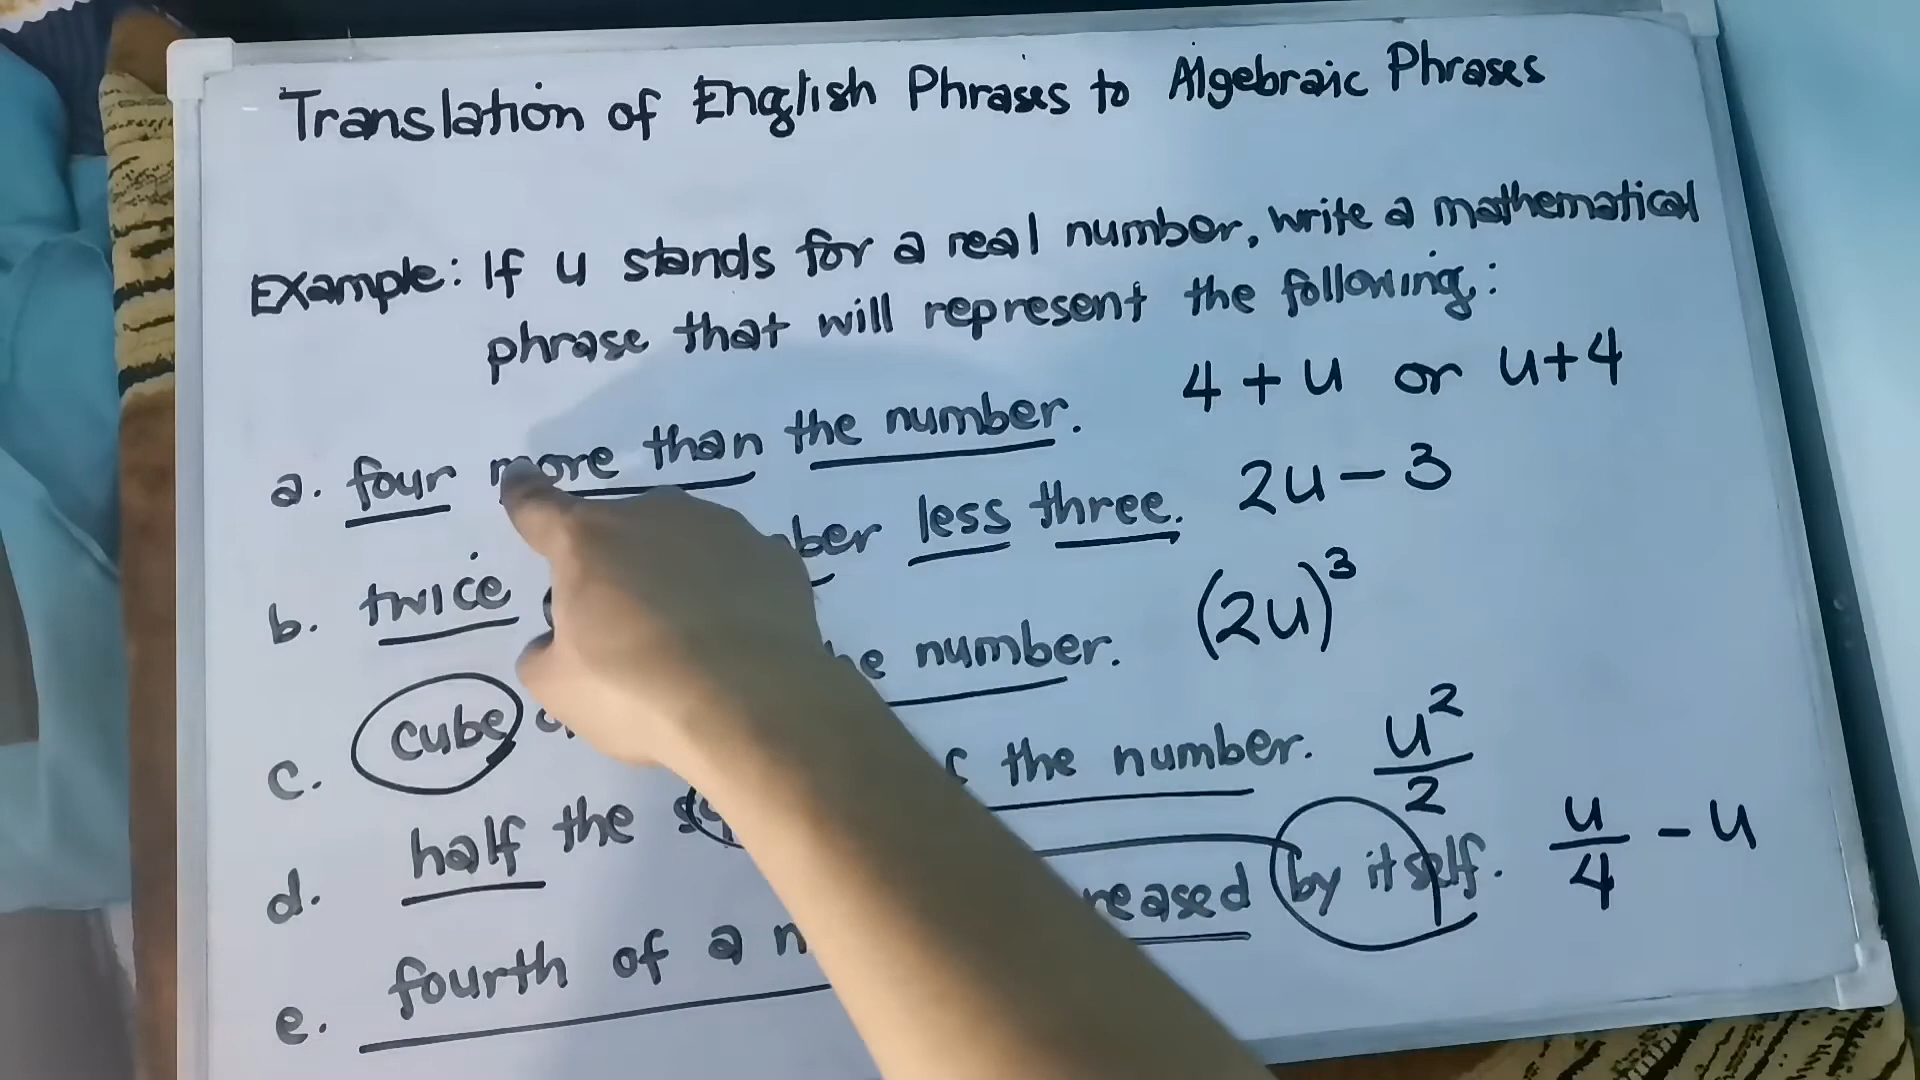 Translation of English Phrases to Algebraic Phrases
Example: If u stands for a real number, write a mathematical
phrase that will represent the following:
a. four more than the number. 4 + u or u+4
b. twice less three. 2u - 3
c. cube number. (2u)³
d. half the the number. u²/2
e. fourth of a by itself. u/4 - u